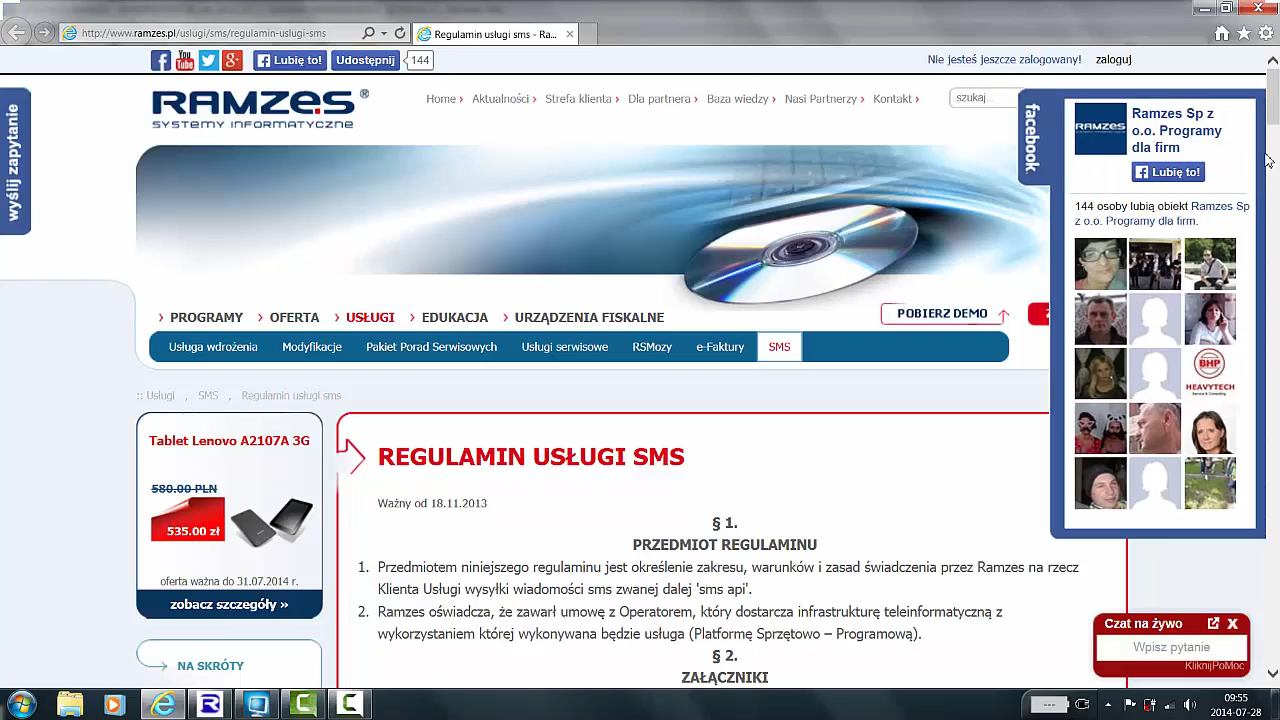 http://www.ramzes.pl/uslugi/sms/regulamin-uslugi-sms
Regulamin usługi sms - Ra...
You Tube
Lubię to!
Udostępnij
144
Nie jesteś jeszcze zalogowany!
zaloguj
wyślij zapytanie
RAMZES ®
SYSTEMY INFORMATYCZNE
Home
Aktualności
Strefa klienta
Dla partnera
Baza wiedzy
Nasi Partnerzy
Kontakt
szukaj...
facebook
RAMZES
Ramzes Sp z
o.o. Programy
dla firm
Lubię to!
144 osoby lubią obiekt Ramzes Sp
z o.o. Programy dla firm.
BHP
HEAVYTECH
Service & Consulting
PROGRAMY
OFERTA
USŁUGI
EDUKACJA
URZĄDZENIA FISKALNE
POBIERZ DEMO
Usługa wdrożenia
Modyfikacje
Pakiet Porad Serwisowych
Usługi serwisowe
RSMozy
e-Faktury
SMS
:: Usługi , SMS , Regulamin usługi sms
Tablet Lenovo A2107A 3G
580.00 PLN
535.00 zł
oferta ważna do 31.07.2014 r.
zobacz szczegóły »
NA SKRÓTY
REGULAMIN USŁUGI SMS
Ważny od 18.11.2013
§ 1.
PRZEDMIOT REGULAMINU
1. Przedmiotem niniejszego regulaminu jest określenie zakresu, warunków i zasad świadczenia przez Ramzes na rzecz
Klienta Usługi wysyłki wiadomości sms zwanej dalej 'sms api'.
2. Ramzes oświadcza, że zawarł umowę z Operatorem, który dostarcza infrastrukturę teleinformatyczną z
wykorzystaniem której wykonywana będzie usługa (Platformę Sprzętowo – Programową).
§ 2.
ZAŁĄCZNIKI
Czat na żywo
Wpisz pytanie
KliknijPoMoc
09:55
2014-07-28